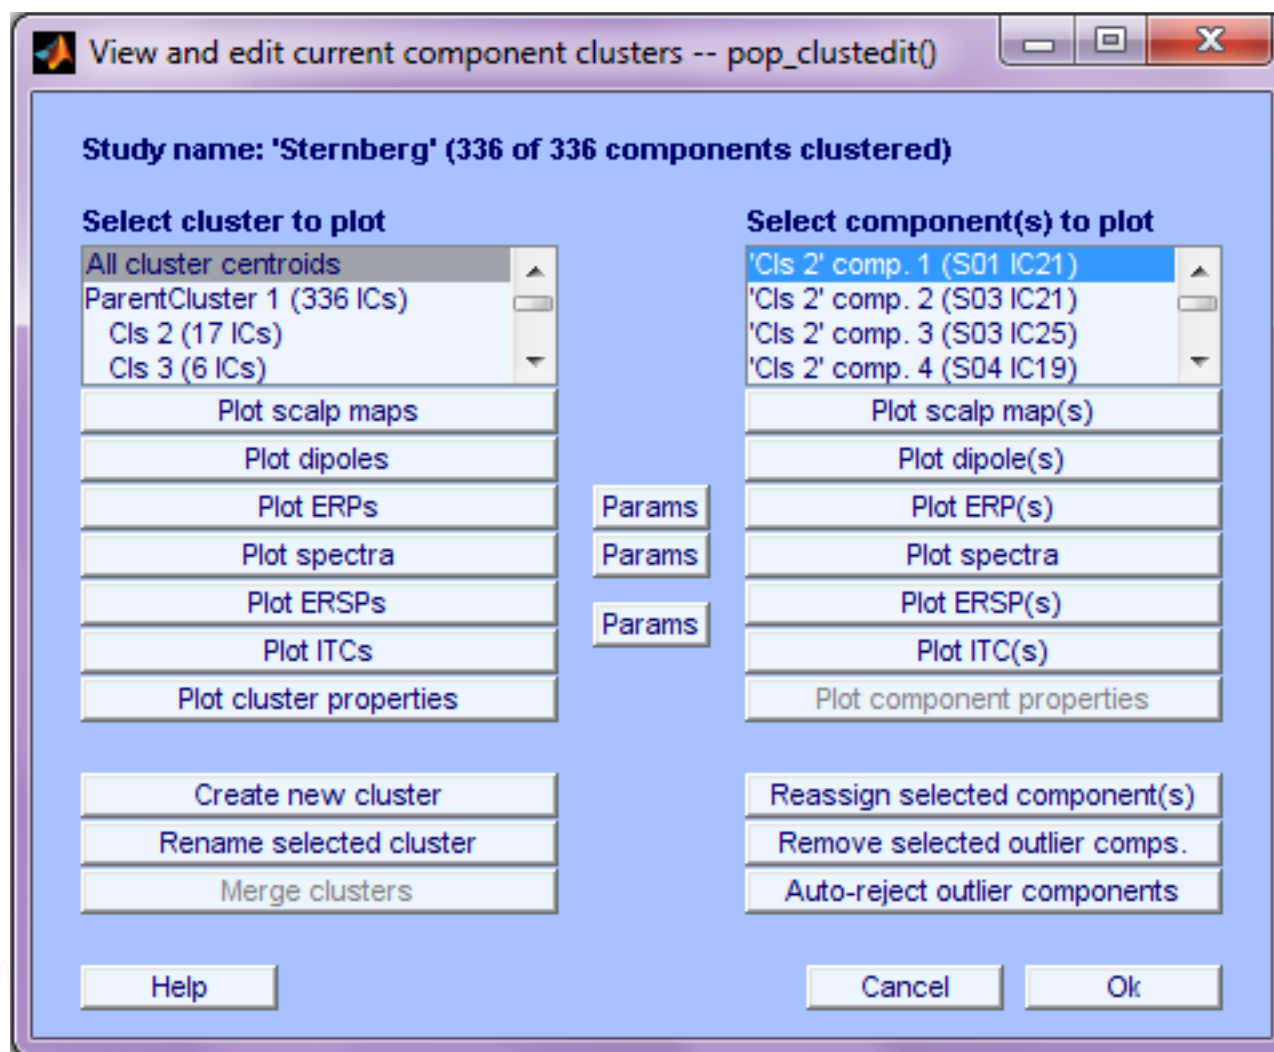 View and edit current component clusters -- pop_clustedit()
Study name: 'Sternberg' (336 of 336 components clustered)
Select cluster to plot
All cluster centroids
ParentCluster 1 (336 ICs)
Cls 2 (17 ICs)
Cls 3 (6 ICs)
Select component(s) to plot
'Cls 2' comp. 1 (S01 IC21)
'Cls 2' comp. 2 (S03 IC21)
'Cls 2' comp. 3 (S03 IC25)
'Cls 2' comp. 4 (S04 IC19)
Plot scalp maps
Plot scalp map(s)
Plot dipoles
Plot dipole(s)
Plot ERPs
Params
Plot ERP(s)
Plot spectra
Params
Plot spectra
Plot ERSPs
Params
Plot ERSP(s)
Plot ITCs
Plot ITC(s)
Plot cluster properties
Plot component properties
Create new cluster
Reassign selected component(s)
Rename selected cluster
Remove selected outlier comps.
Merge clusters
Auto-reject outlier components
Help
Cancel
Ok